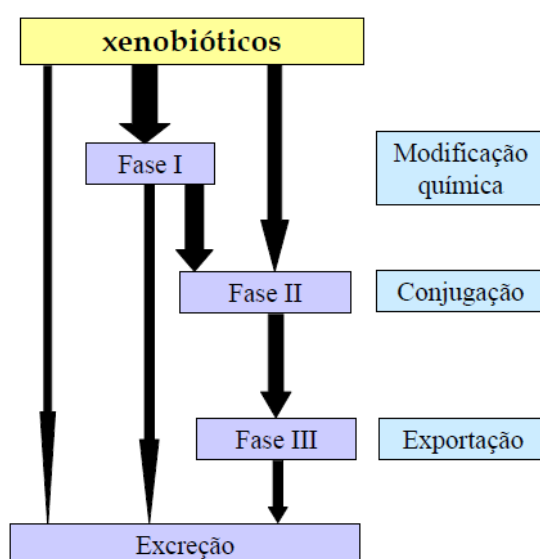 xenobióticos
Fase I
Modificação
química
Fase II
Conjugação
Fase III
Exportação
Excreção